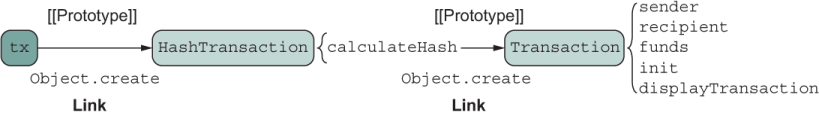 [[Prototype]]
[[Prototype]]
tx
HashTransaction
calculateHash
Transaction
sender
recipient
funds
init
displayTransaction
Object.create
Link
Object.create
Link